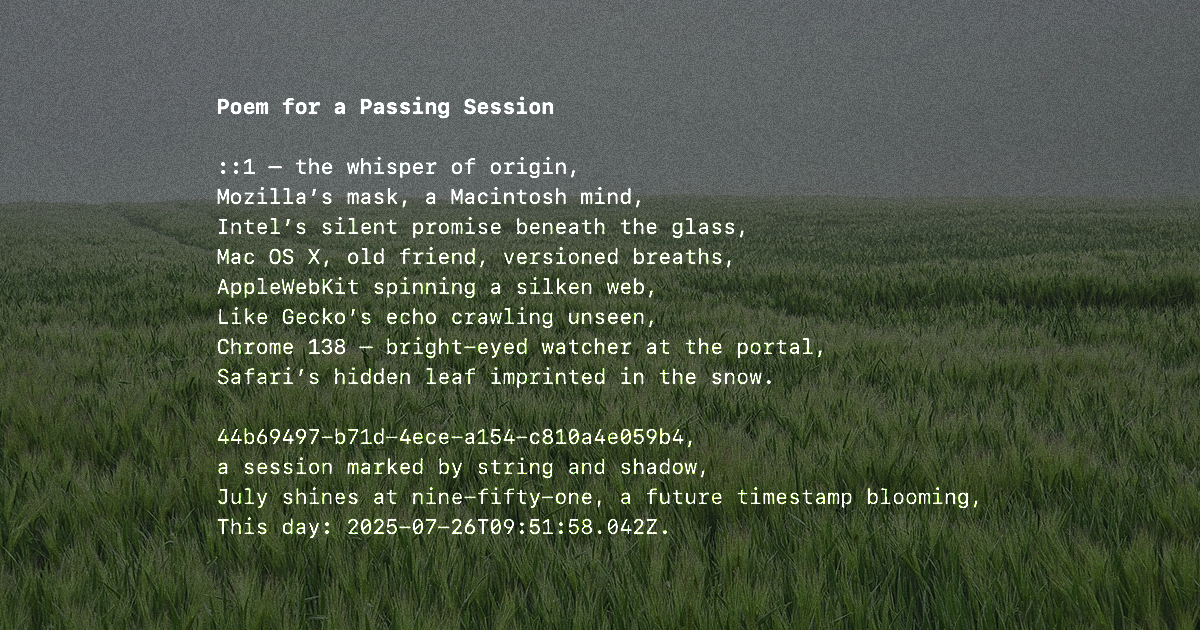 Poem for a Passing Session
::1 — the whisper of origin,
Mozilla’s mask, a Macintosh mind,
Intel’s silent promise beneath the glass,
Mac OS X, old friend, versioned breaths,
AppleWebKit spinning a silken web,
Like Gecko’s echo crawling unseen,
Chrome 138 — bright-eyed watcher at the portal,
Safari’s hidden leaf imprinted in the snow.
44b69497-b71d-4ece-a154-c810a4e059b4,
a session marked by string and shadow,
July shines at nine-fifty-one, a future timestamp blooming,
This day: 2025-07-26T09:51:58.042Z.